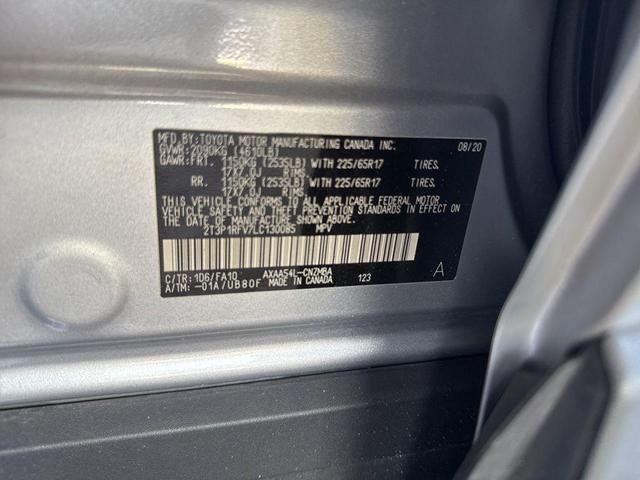 MFD.BY:TOYOTA MOTOR MANUFACTURING CANADA INC. 08/20
GVWR:2090KG (4610LB)
GAWR:FRT. 1150KG (2535LB) WITH 225/65R17 TIRES,
17X7.0J RIMS,
RR. 1150KG (2535LB) WITH 225/65R17 TIRES,
17X7.0J RIMS,
THIS VEHICLE CONFORMS TO ALL APPLICABLE FEDERAL MOTOR
VEHICLE SAFETY AND THEFT PREVENTION STANDARDS IN EFFECT
ON THE DATE OF MANUFACTURE SHOWN ABOVE.
2T3P1RFV7LC130085 MPV
C/TR:1D6/FA10 AXAA54L-CNZMBA A
A/TM:-01A/UB80F MADE IN CANADA 123